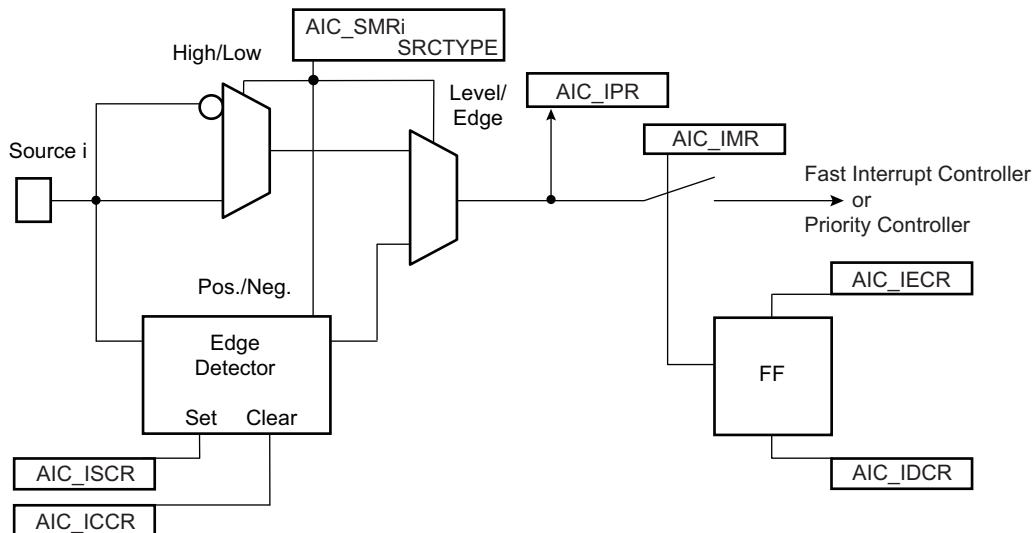 AIC_SMRi
SRCTYPE
High/Low
Level/
Edge
AIC_IPR
AIC_IMR
Source i
Fast Interrupt Controller
or
Priority Controller
Pos./Neg.
AIC_IECR
Edge
Detector
FF
Set Clear
AIC_ISCR
AIC_IDCR
AIC_ICCR